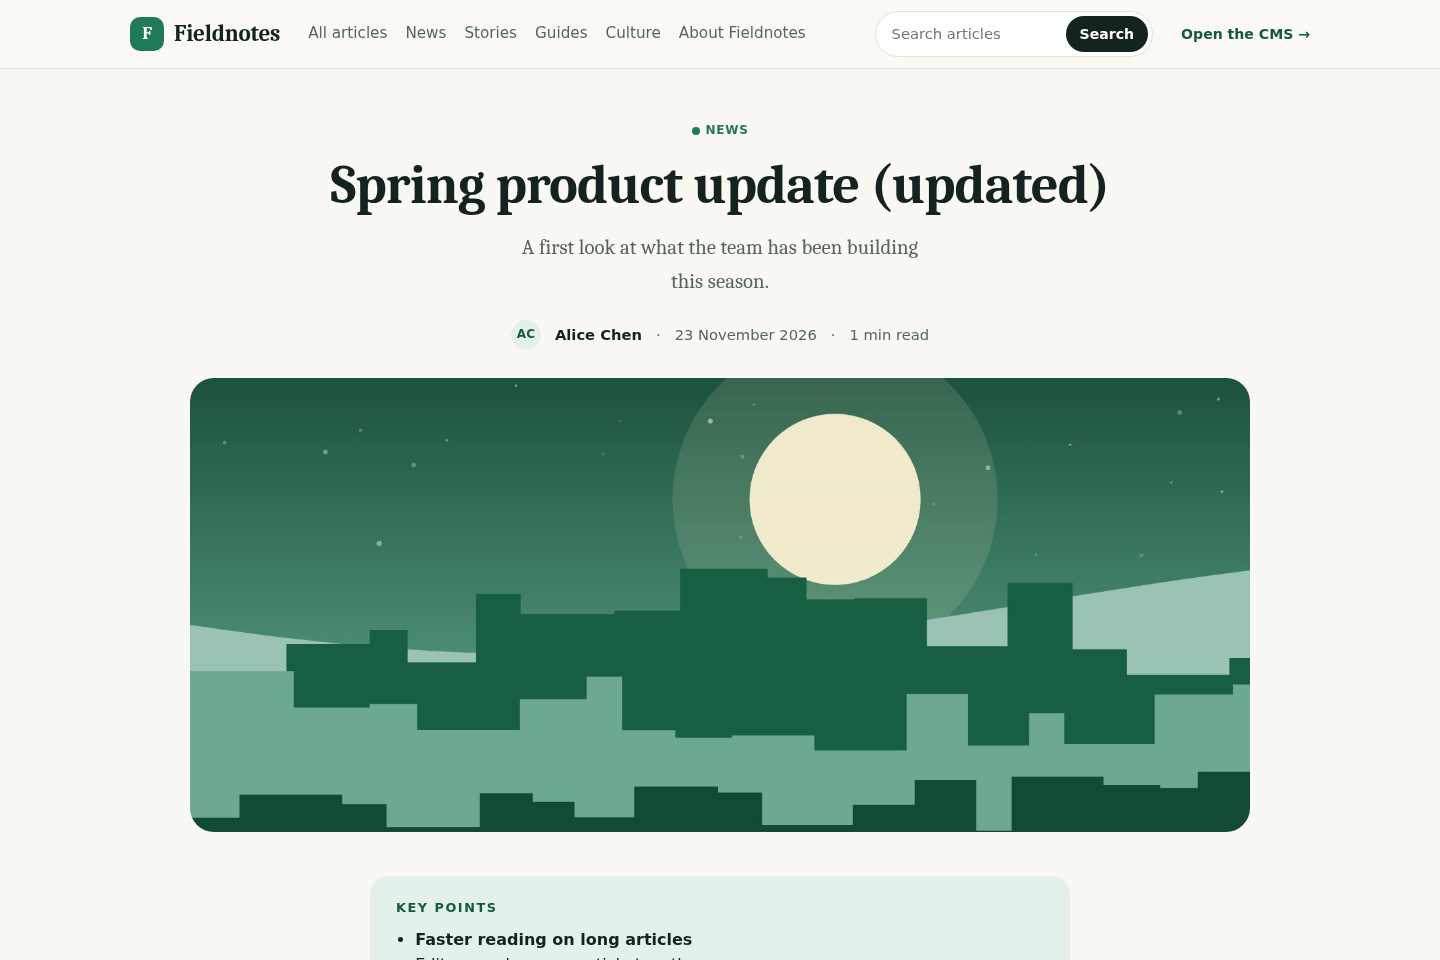 F Fieldnotes All articles News Stories Guides Culture About Fieldnotes Search articles Search Open the CMS →
NEWS
Spring product update (updated)
A first look at what the team has been building
this season.
AC Alice Chen · 23 November 2026 · 1 min read
KEY POINTS
• Faster reading on long articles